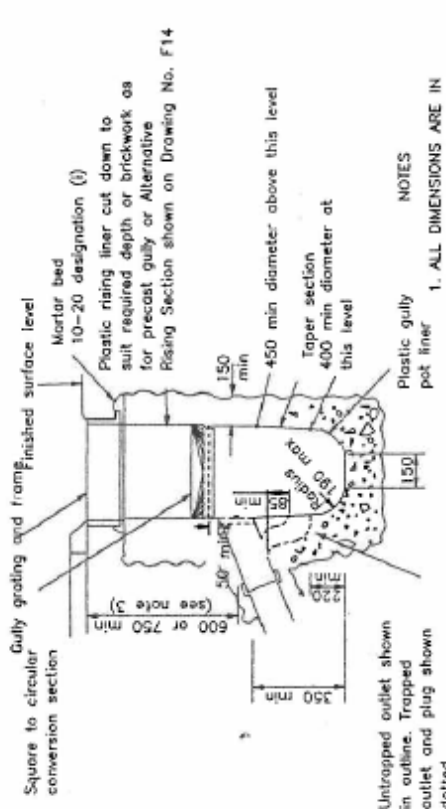 Square to circular
conversion section
Gully grating and frame
Finished surface level
Mortar bed
10-20 designation (i)
Plastic rising liner cut down to
suit required depth or brickwork as
for precast gully or Alternative
Rising Section shown on Drawing No. F14
150
min
450 min diameter above this level
Taper section
400 min diameter at
this level
Plastic gully
pot liner
600 or 750 min
(see note 3)
50 min
85
min
Radius
190 max
220
min
350 min
150
Untrapped outlet shown
in outline. Trapped
outlet and plug shown
dotted
NOTES
1. ALL DIMENSIONS ARE IN